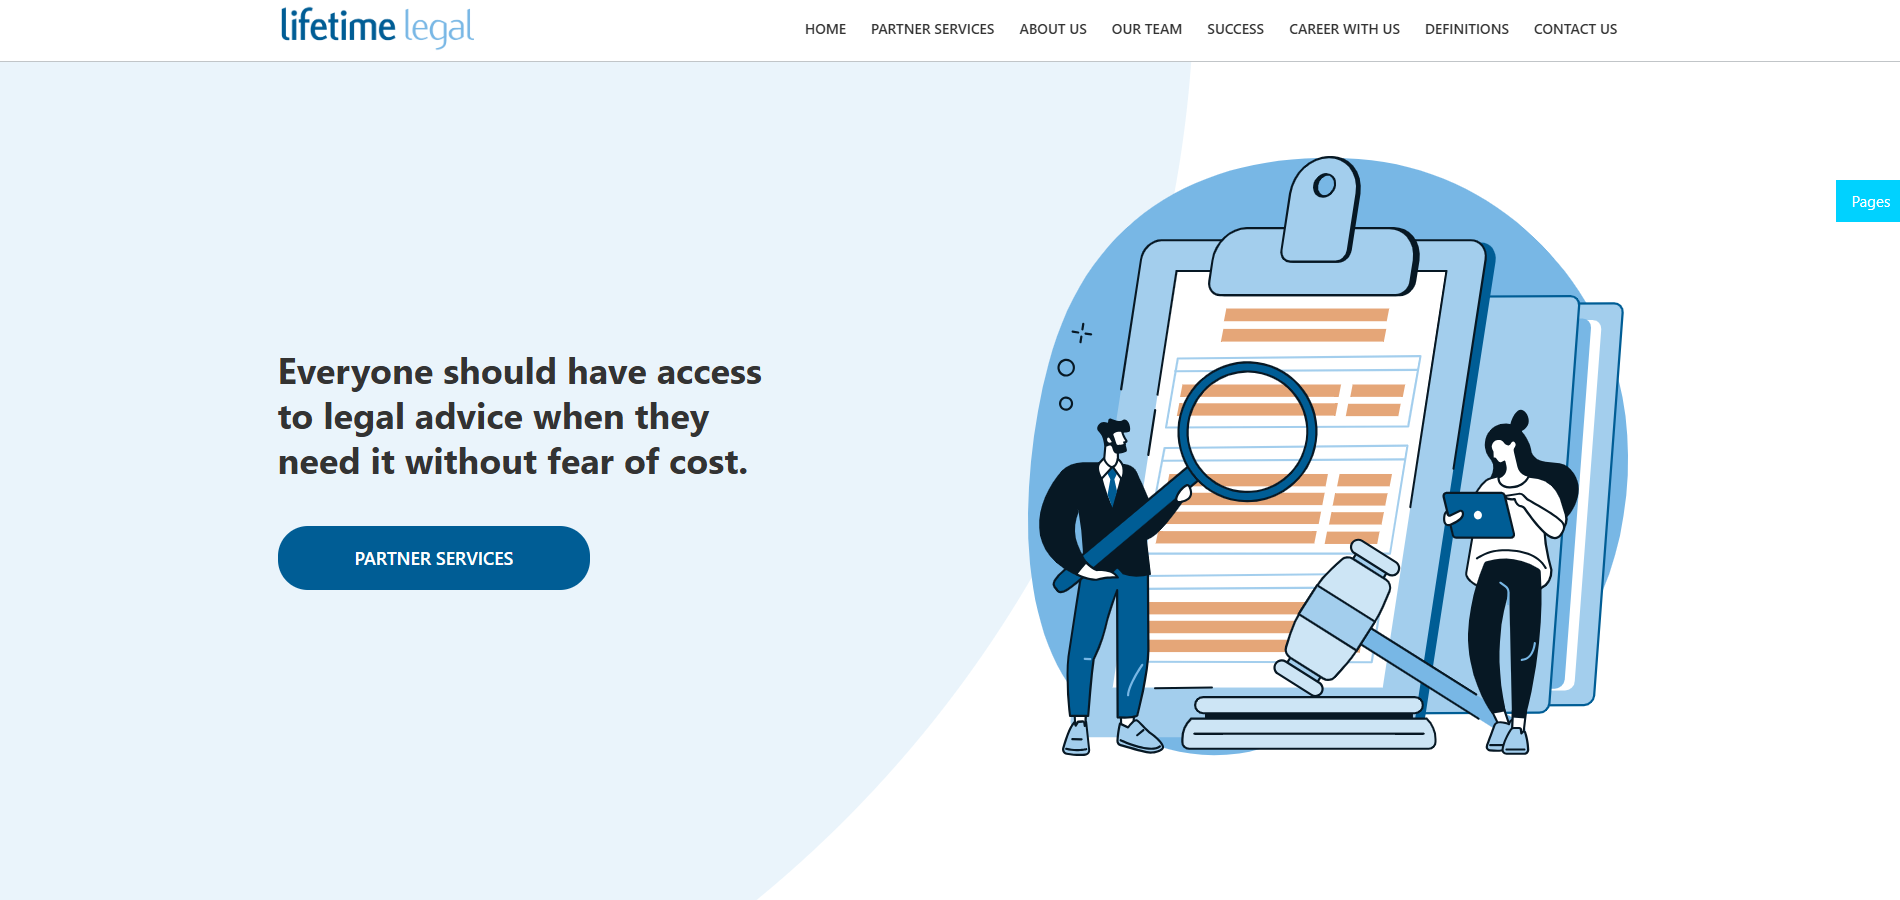 lifetime legal
HOME PARTNER SERVICES ABOUT US OUR TEAM SUCCESS CAREER WITH US DEFINITIONS CONTACT US
Pages
Everyone should have access
to legal advice when they
need it without fear of cost.
PARTNER SERVICES